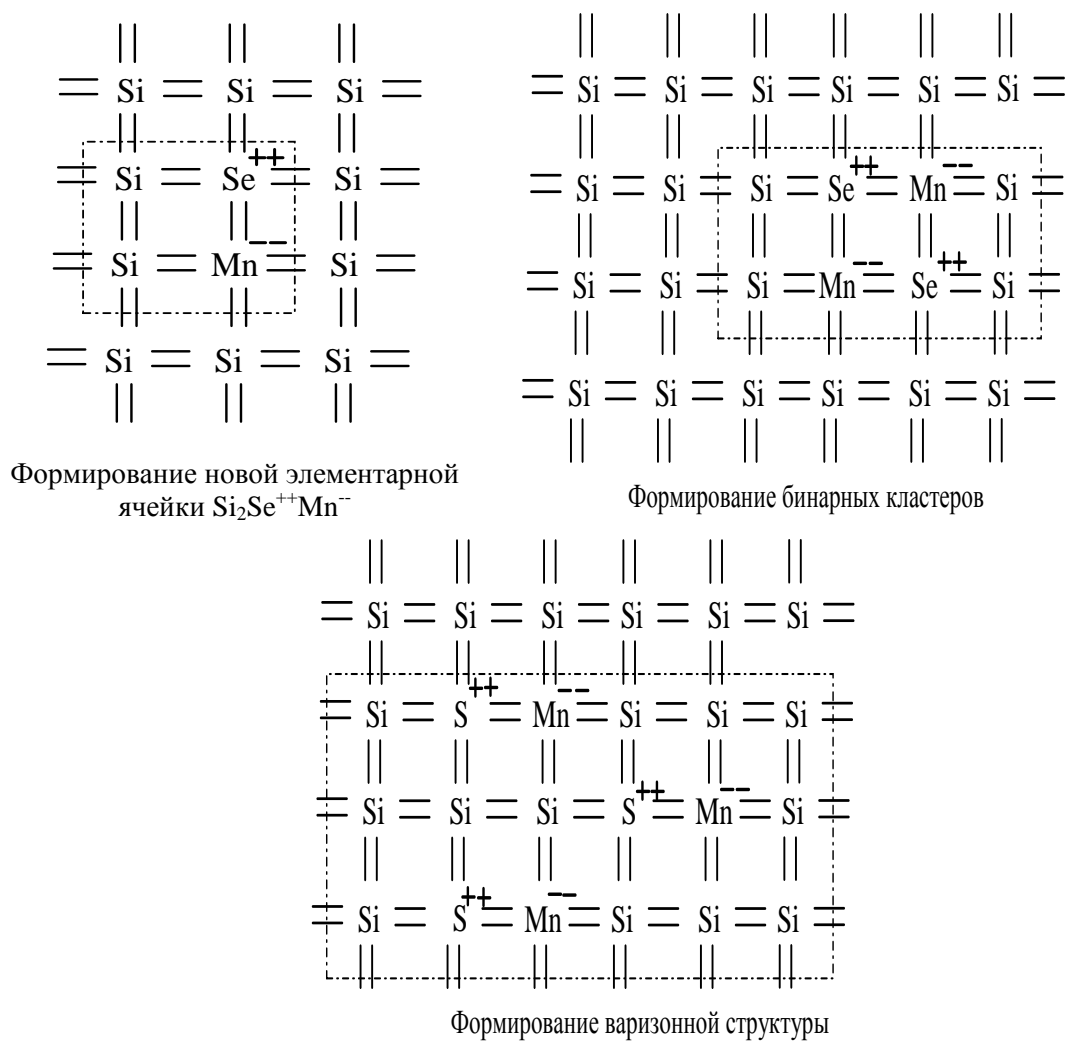 Si Si Si
Si Se++ Si
Si Mn-- Si
Si Si Si
Формирование новой элементарной
ячейки Si₂Se⁺⁺Mn⁻⁻
Si Si Si Si Si Si
Si Si Si Se++ Mn-- Si
Si Si Si Mn-- Se++ Si
Si Si Si Si Si Si
Формирование бинарных кластеров
Si Si Si Si Si Si
Si S++ Mn-- Si Si Si
Si Si Si S++ Mn-- Si
Si S++ Mn-- Si Si Si
Формирование варизонной структуры